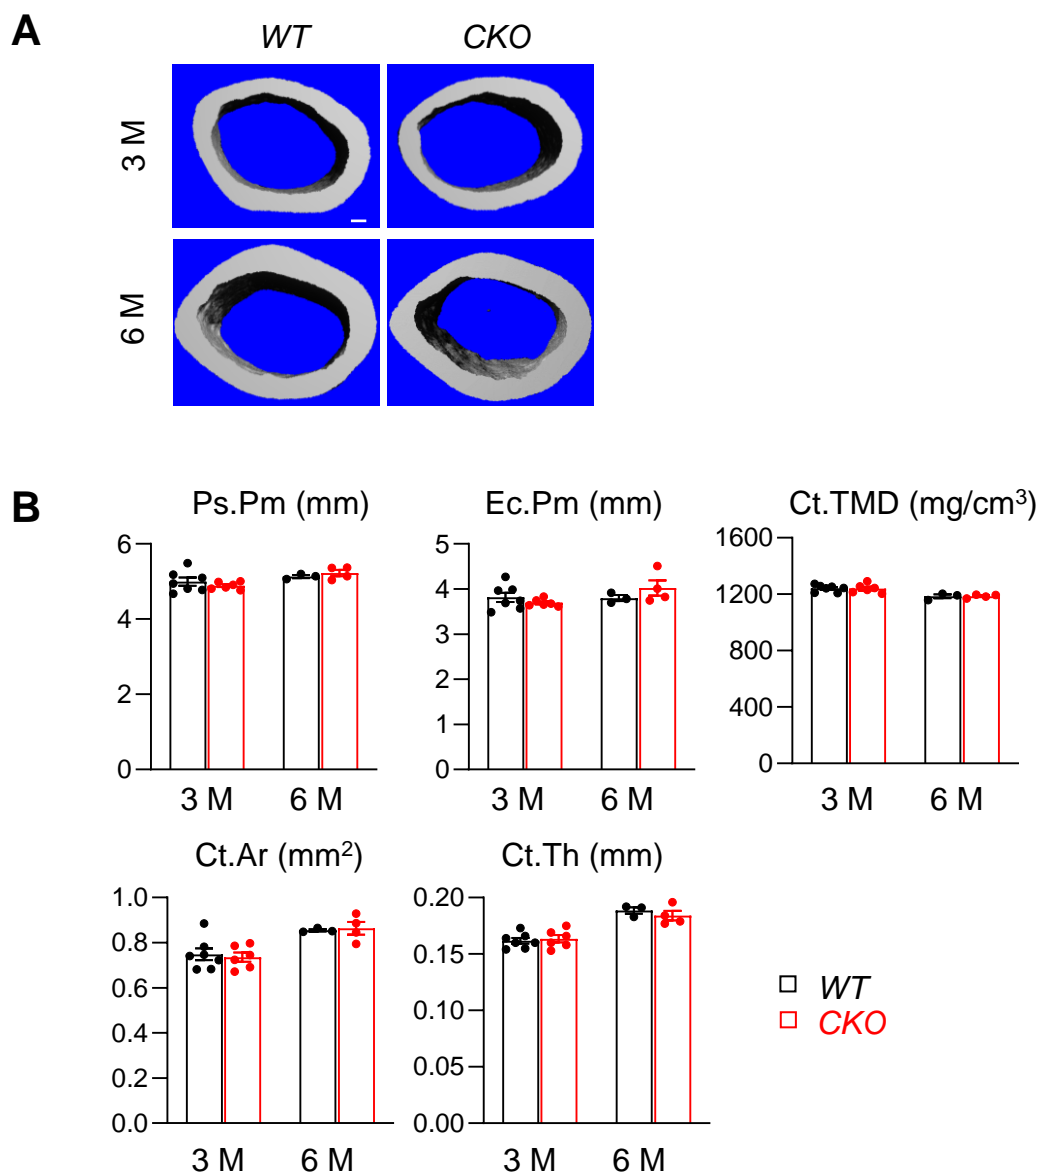 A
WT CKO
3 M
6 M
B
Ps.Pm (mm) Ec.Pm (mm) Ct.TMD (mg/cm³)
6 5 1600
4 4 1200
3 800
2 2 400
1
0 0 0
3 M 6 M 3 M 6 M 3 M 6 M
Ct.Ar (mm²) Ct.Th (mm)
1.0 0.20
0.8 0.15
0.6 0.10
0.4 0.05
0.2
0.0 0.00
3 M 6 M 3 M 6 M
WT
CKO